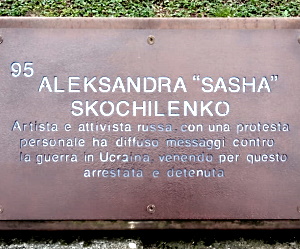 95
ALEKSANDRA "SASHA"
SKOCHILENKO
Artista e attivista russa con una protesta
personale ha diffuso messaggi contro
la guerra in Ucraina venendo per questo
arrestata e detenuta